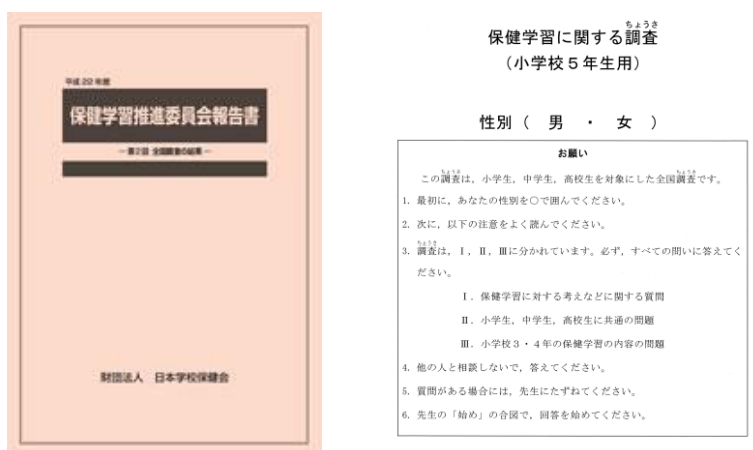 平成22年度
保健学習推進委員会報告書
―第2回 全国調査の結果―
財団法人 日本学校保健会
ちょうさ
保健学習に関する調査
(小学校5年生用)
性別( 男 ・ 女 )
お願い
ちょうさ ちょうさ
この調査は,小学生,中学生,高校生を対象にした全国調査です。
1. 最初に,あなたの性別を○で囲んでください。
2. 次に,以下の注意をよく読んでください。
ちょうさ
3. 調査は,Ⅰ,Ⅱ,Ⅲに分かれています。必ず,すべての問いに答えてく
ださい。
Ⅰ.保健学習に対する考えなどに関する質問
Ⅱ.小学生,中学生,高校生に共通の問題
Ⅲ.小学校3・4年の保健学習の内容の問題
4. 他の人と相談しないで,答えてください。
5. 質問がある場合には,先生にたずねてください。
6. 先生の「始め」の合図で,回答を始めてください。